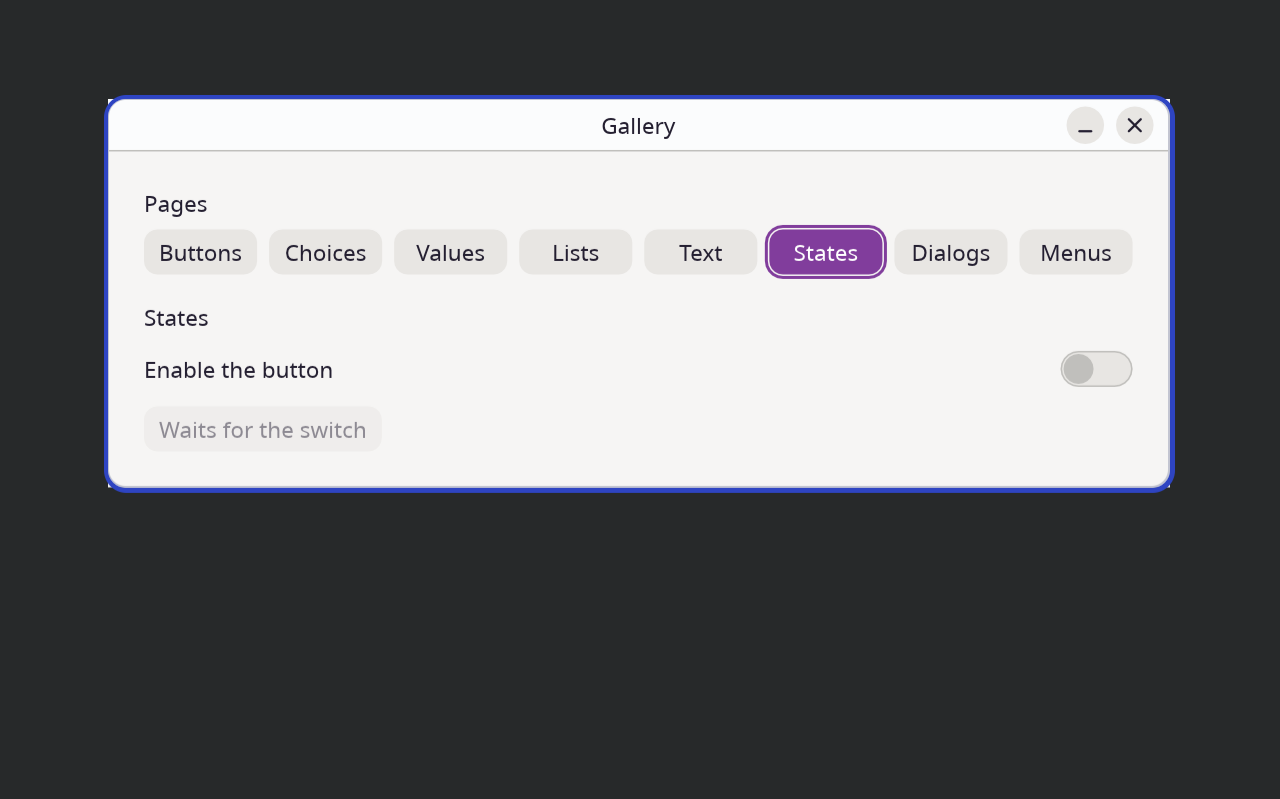 Gallery
Pages
Buttons Choices Values Lists Text States Dialogs Menus
States
Enable the button
Waits for the switch